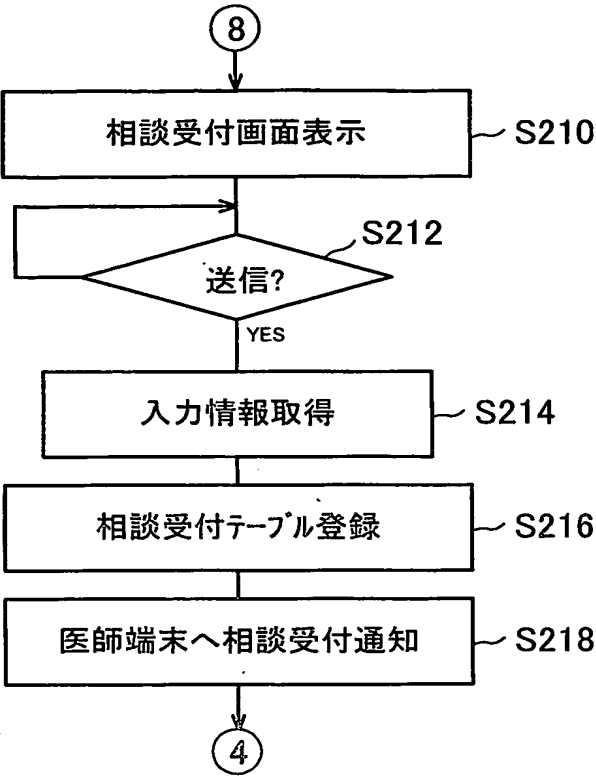 8
相談受付画面表示 S210
S212
送信?
YES
入力情報取得 S214
相談受付テーブル登録 S216
医師端末へ相談受付通知 S218
4